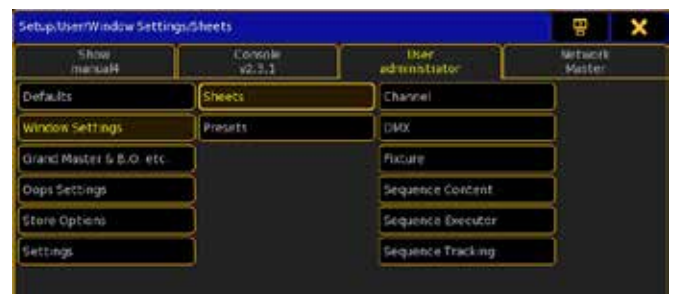 Setup/User/Window Settings/Sheets
Show
manual4
Console
v2.3.1
User
administrator
Network
Master
Defaults
Sheets
Channel
Window Settings
Presets
DMX
Grand Master & B.O. etc.
Fixture
Oops Settings
Sequence Content
Store Options
Sequence Executor
Settings
Sequence Tracking